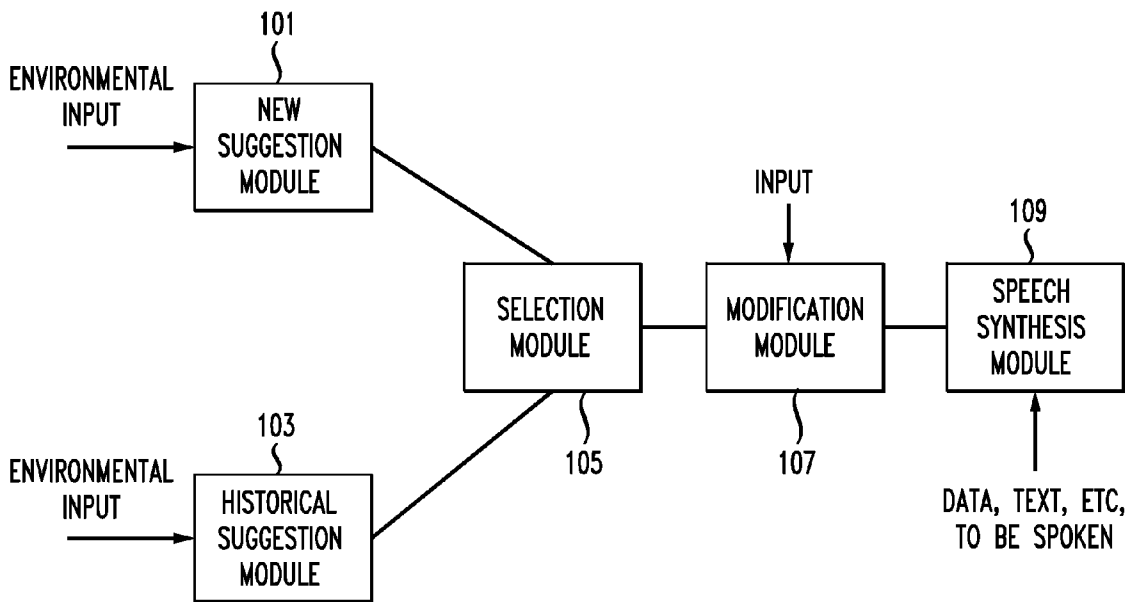 101
ENVIRONMENTAL
INPUT
NEW
SUGGESTION
MODULE
INPUT
109
SELECTION
MODULE
MODIFICATION
MODULE
SPEECH
SYNTHESIS
MODULE
103
105
107
ENVIRONMENTAL
INPUT
HISTORICAL
SUGGESTION
MODULE
DATA, TEXT, ETC,
TO BE SPOKEN